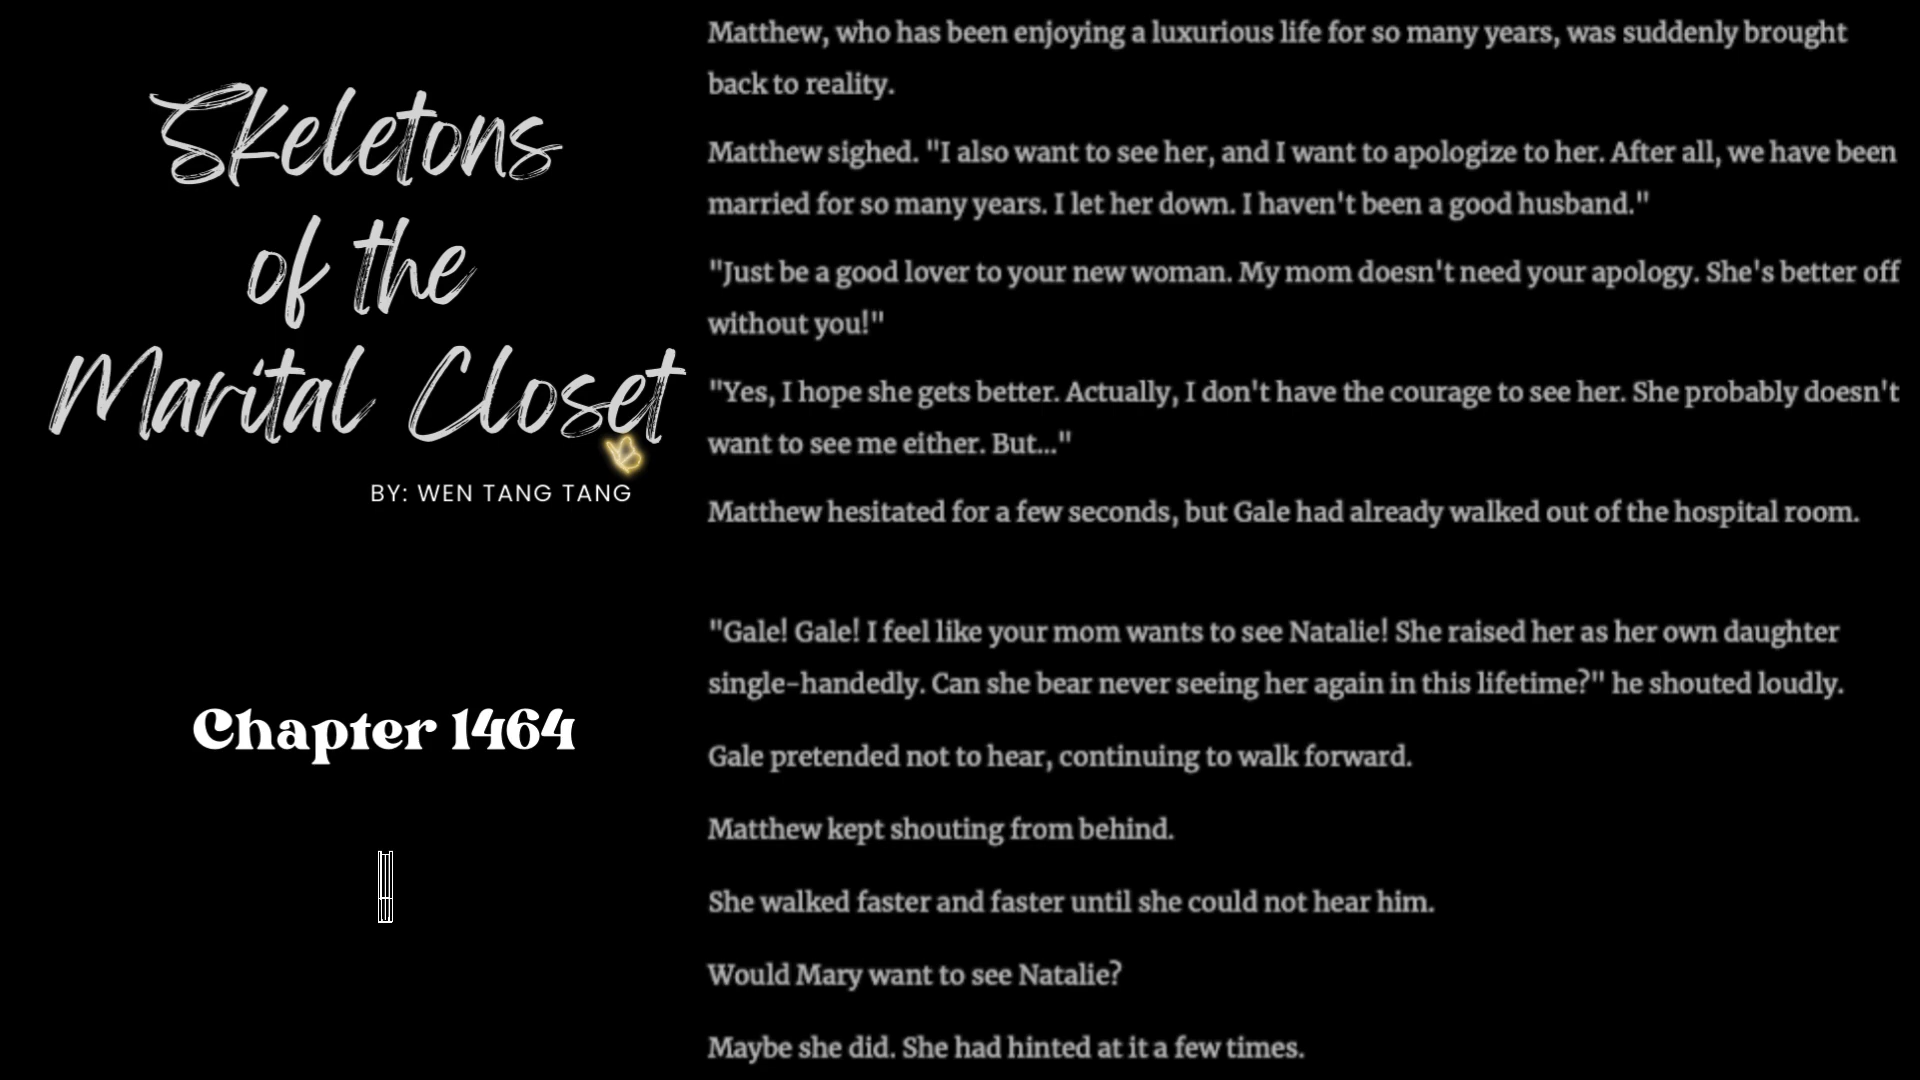 Skeletons
of the
Marital Closet
BY: WEN TANG TANG
Chapter 1464
Matthew, who has been enjoying a luxurious life for so many years, was suddenly brought
back to reality.
Matthew sighed. "I also want to see her, and I want to apologize to her. After all, we have been
married for so many years. I let her down. I haven't been a good husband."
"Just be a good lover to your new woman. My mom doesn't need your apology. She's better off
without you!"
"Yes, I hope she gets better. Actually, I don't have the courage to see her. She probably doesn't
want to see me either. But..."
Matthew hesitated for a few seconds, but Gale had already walked out of the hospital room.
"Gale! Gale! I feel like your mom wants to see Natalie! She raised her as her own daughter
single-handedly. Can she bear never seeing her again in this lifetime?" he shouted loudly.
Gale pretended not to hear, continuing to walk forward.
Matthew kept shouting from behind.
She walked faster and faster until she could not hear him.
Would Mary want to see Natalie?
Maybe she did. She had hinted at it a few times.